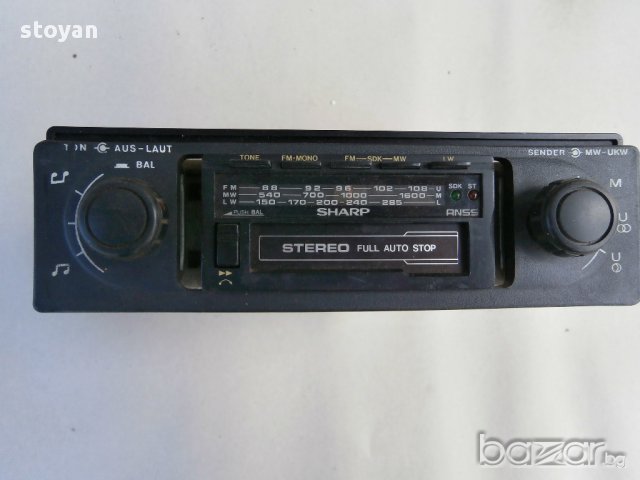 stoyan
TON AUS-LAUT
BAL
SENDER MW-UKW
TONE FM-MONO FM-SDK-MW LW
FM 88 92 96 102 108 U
MW 540 700 1000 1600 M
LW 150 170 200 240 285 L
SDK ST
PUSH BAL SHARP ANSS
STEREO FULL AUTO STOP
M
U
U
bazar.bg